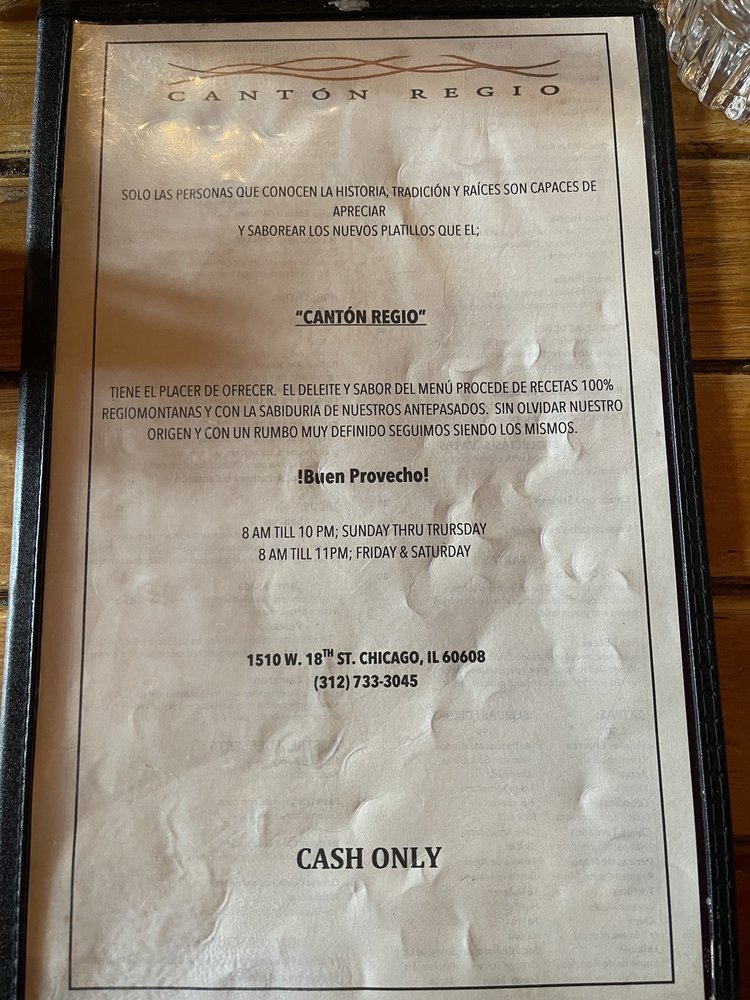 CANTÓN REGIO
SOLO LAS PERSONAS QUE CONOCEN LA HISTORIA, TRADICIÓN Y RAÍCES SON CAPACES DE
APRECIAR
Y SABOREAR LOS NUEVOS PLATILLOS QUE EL;
“CANTÓN REGIO”
TIENE EL PLACER DE OFRECER. EL DELEITE Y SABOR DEL MENÚ PROCEDE DE RECETAS 100%
REGIOMONTANAS Y CON LA SABIDURIA DE NUESTROS ANTEPASADOS. SIN OLVIDAR NUESTRO
ORIGEN Y CON UN RUMBO MUY DEFINIDO SEGUIMOS SIENDO LOS MISMOS.
!Buen Provecho!
8 AM TILL 10 PM; SUNDAY THRU TRURSDAY
8 AM TILL 11PM; FRIDAY & SATURDAY
1510 W. 18TH ST. CHICAGO, IL 60608
(312) 733-3045
CASH ONLY